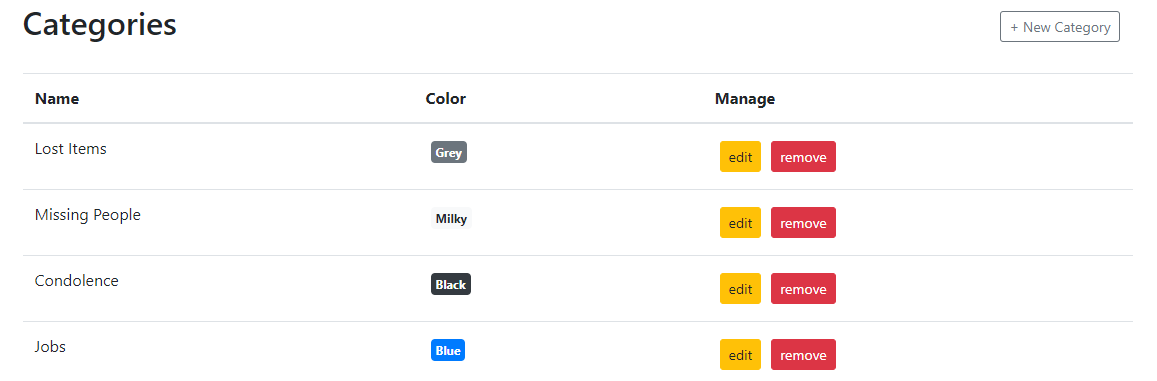 Categories
+ New Category
Name Color Manage
Lost Items Grey edit remove
Missing People Milky edit remove
Condolence Black edit remove
Jobs Blue edit remove